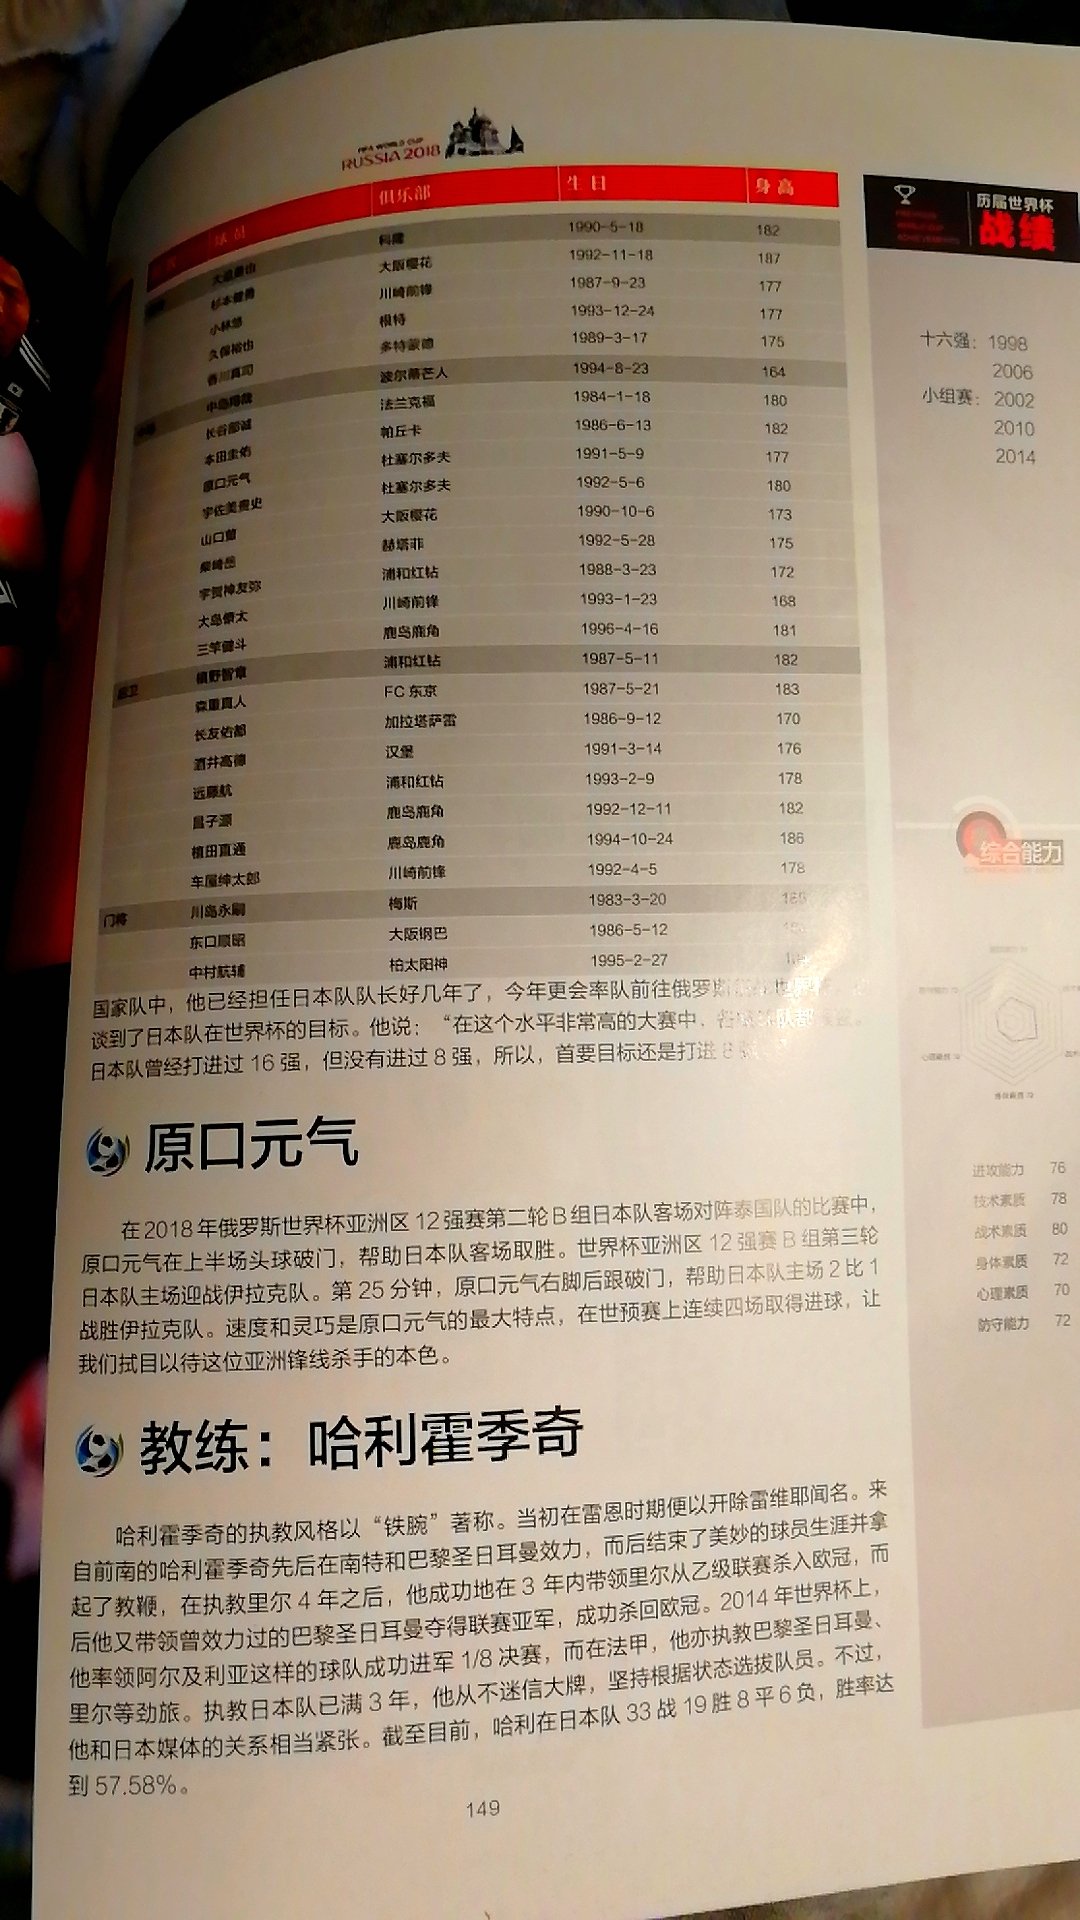 FIFA WORLD CUP
RUSSIA 2018
俱乐部 生日 身高
大迫勇也 科隆 1990-5-18 182
杉本健勇 大阪樱花 1992-11-18 187
小林悠 川崎前锋 1987-9-23 177
久保裕也 根特 1993-12-24 177
香川真司 多特蒙德 1989-3-17 175
中岛翔哉 波尔蒂芒人 1994-8-23 164
长谷部诚 法兰克福 1984-1-18 180
本田圭佑 帕丘卡 1986-6-13 182
原口元气 杜塞尔多夫 1991-5-9 177
宇佐美贵史 杜塞尔多夫 1992-5-6 180
山口蕾 大阪樱花 1990-10-6 173
柴崎岳 赫塔菲 1992-5-28 175
宇贺神友弥 浦和红钻 1988-3-23 172
大岛僚太 川崎前锋 1993-1-23 168
三竿健斗 鹿岛鹿角 1996-4-16 181
后卫 槙野智章 浦和红钻 1987-5-11 182
森重真人 FC东京 1987-5-21 183
长友佑都 加拉塔萨雷 1986-9-12 170
酒井高德 汉堡 1991-3-14 176
远藤航 浦和红钻 1993-2-9 178
昌子源 鹿岛鹿角 1992-12-11 182
植田直通 鹿岛鹿角 1994-10-24 186
车屋绅太郎 川崎前锋 1992-4-5 178
门将 川岛永嗣 梅斯 1983-3-20
东口顺昭 大阪钢巴 1986-5-12
中村航辅 柏太阳神 1995-2-27
国家队中，他已经担任日本队队长好几年了，今年更会率队前往俄罗斯
谈到了日本队在世界杯的目标。他说：“在这个水平非常高的大赛中，
日本队曾经打进过16强，但没有进过8强，所以，首要目标还是打进8
原口元气
在2018年俄罗斯世界杯亚洲区12强赛第二轮B组日本队客场对阵泰国队的比赛中，
原口元气在上半场头球破门，帮助日本队客场取胜。世界杯亚洲区12强赛B组第三轮
日本队主场迎战伊拉克队。第25分钟，原口元气右脚后跟破门，帮助日本队主场2比1
战胜伊拉克队。速度和灵巧是原口元气的最大特点，在世预赛上连续四场取得进球，让
我们拭目以待这位亚洲锋线杀手的本色。
教练：哈利霍季奇
哈利霍季奇的执教风格以“铁腕”著称。当初在雷恩时期便以开除雷维耶闻名。来
自前南的哈利霍季奇先后在南特和巴黎圣日耳曼效力，而后结束了美妙的球员生涯并拿
起了教鞭，在执教里尔4年之后，他成功地在3年内带领里尔从乙级联赛杀入欧冠，而
后他又带领曾效力过的巴黎圣日耳曼夺得联赛亚军，成功杀回欧冠。2014年世界杯上，
他率领阿尔及利亚这样的球队成功进军1/8决赛，而在法甲，他亦执教巴黎圣日耳曼、
里尔等劲旅。执教日本队已满3年，他从不迷信大牌，坚持根据状态选拔队员。不过，
他和日本媒体的关系相当紧张。截至目前，哈利在日本队33战19胜8平6负，胜率达
到57.58%。
149
历届世界杯
战绩
十六强：1998
2006
小组赛：2002
2010
2014
综合能力
进攻能力 76
技术素质 78
战术素质 80
身体素质 72
心理素质 70
防守能力 72